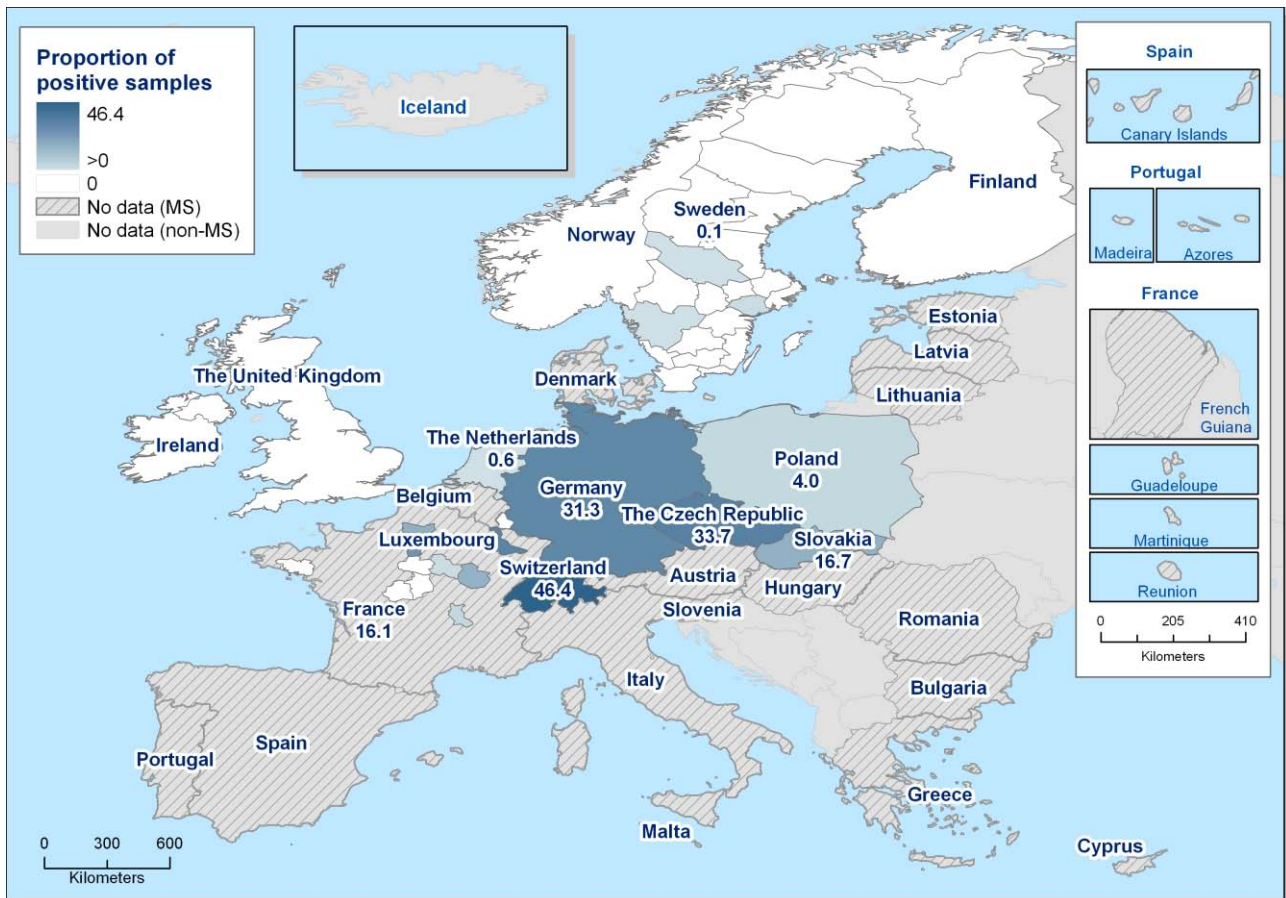 Proportion of
positive samples
46.4
>0
0
No data (MS)
No data (non-MS)
Iceland
Finland
Sweden
0.1
Norway
Estonia
Latvia
Lithuania
Denmark
The United Kingdom
Ireland
The Netherlands
0.6
Poland
4.0
Belgium
Germany
31.3
The Czech Republic
33.7
Luxembourg
Slovakia
16.7
Switzerland
46.4
Austria
Hungary
France
16.1
Slovenia
Romania
Italy
Bulgaria
Portugal
Spain
Greece
Malta
Cyprus
0 300 600
Kilometers
Spain
Canary Islands
Portugal
Madeira
Azores
France
French
Guiana
Guadeloupe
Martinique
Reunion
0 205 410
Kilometers